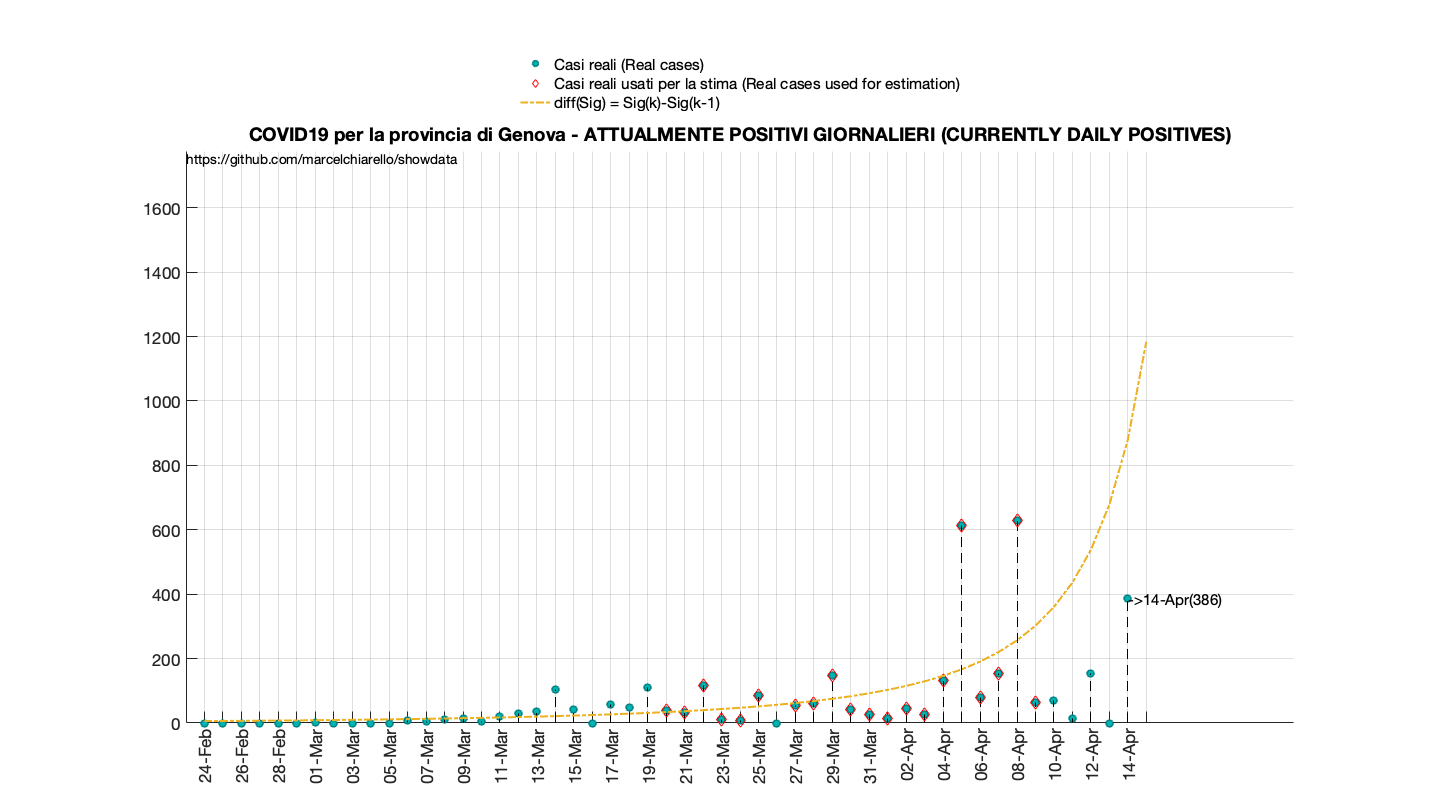 Casi reali (Real cases)
Casi reali usati per la stima (Real cases used for estimation)
diff(Sig) = Sig(k)-Sig(k-1)
COVID19 per la provincia di Genova - ATTUALMENTE POSITIVI GIORNALIERI (CURRENTLY DAILY POSITIVES)
https://github.com/marcelchiarello/showdata
1600
1400
1200
1000
800
600
400
200
0
>14-Apr(386)
24-Feb
26-Feb
28-Feb
01-Mar
03-Mar
05-Mar
07-Mar
09-Mar
11-Mar
13-Mar
15-Mar
17-Mar
19-Mar
21-Mar
23-Mar
25-Mar
27-Mar
29-Mar
31-Mar
02-Apr
04-Apr
06-Apr
08-Apr
10-Apr
12-Apr
14-Apr